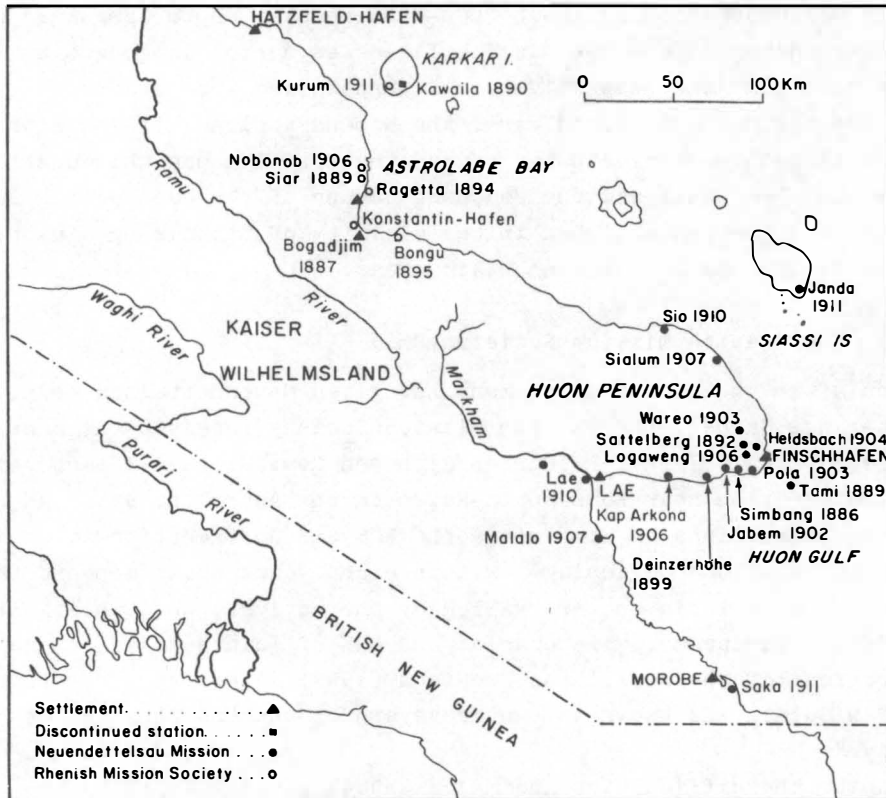 HATZFELD-HAFEN
KARKAR I.
Kurum 1911
Kawaila 1890
0 50 100 Km
Nobonob 1906
Siar 1889
ASTROLABE BAY
Ragetta 1894
Konstantin-Hafen
Bogadjim
1887
Bongu
1895
Ramu
River
Janda
1911
SIASSI IS
Sio 1910
Sialum 1907
Waghi River
KAISER
WILHELMSLAND
Markham
HUON PENINSULA
Wareo 1903
Sattelberg 1892
Heldsbach 1904
Logaweng 1906
FINSCHHAFEN
Pola 1903
Tami 1889
Purari
River
Lae
1910
LAE
Kap Arkona
1906
Simbang 1886
Jabem 1902
Malalo 1907
HUON GULF
Deinzerhöhe
1899
BRITISH NEW
GUINEA
MOROBE
Saka 1911
Settlement
Discontinued station
Neuendettelsau Mission
Rhenish Mission Society